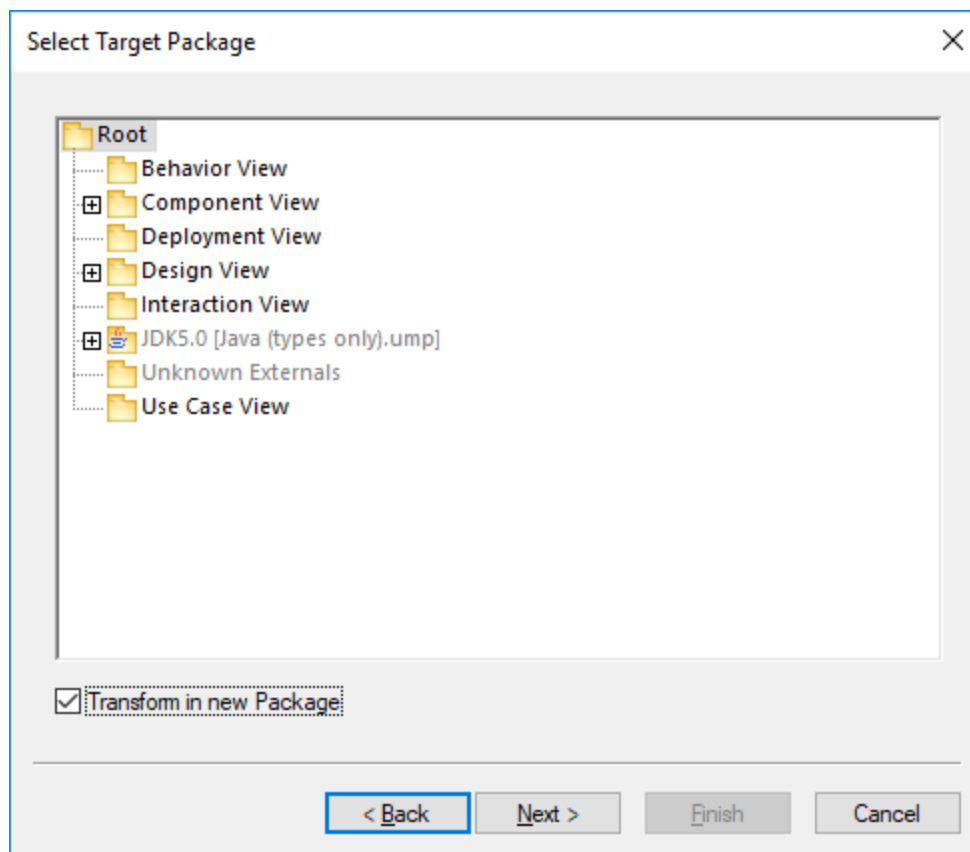 Select Target Package
Root
Behavior View
Component View
Deployment View
Design View
Interaction View
JDK5.0 [Java (types only).ump]
Unknown Externals
Use Case View
Transform in new Package
< Back Next > Finish Cancel